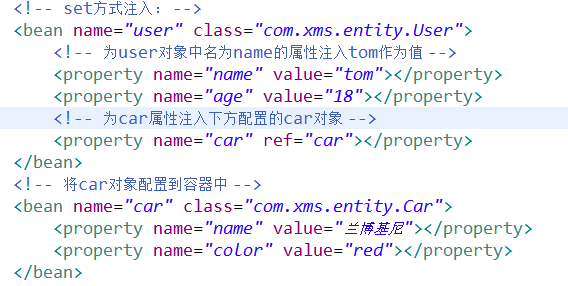 <!-- set方式注入: -->
<bean name="user" class="com.xms.entity.User">
<!-- 为user对象中名为name的属性注入tom作为值 -->
<property name="name" value="tom"></property>
<property name="age" value="18"></property>
<!-- 为car属性注入下方配置的car对象 -->
<property name="car" ref="car"></property>
</bean>
<!-- 将car对象配置到容器中 -->
<bean name="car" class="com.xms.entity.Car">
<property name="name" value="兰博基尼"></property>
<property name="color" value="red"></property>
</bean>